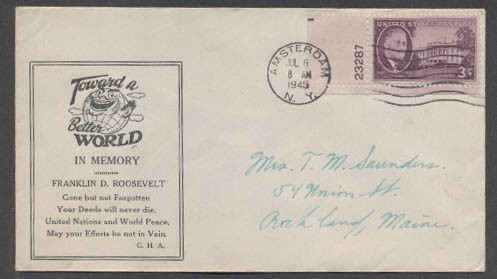 Toward a
Better
WORLD
IN MEMORY
FRANKLIN D. ROOSEVELT
Gone but not Forgotten
Your Deeds will never die.
United Nations and World Peace,
May your Efforts be not in Vain.
G. H. A.
AMSTERDAM
JUL 6
8 AM
1945
N. Y.
23287
UNITED STATES POSTAGE
3¢
Mrs. T. M. Saunders.
54 Union St.
Rockland, Maine.